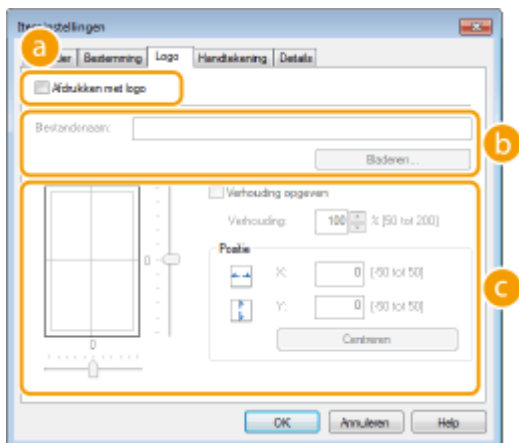 Iteminstellingen
a
Bestemming Logo Handtekening Details
Afdrukken met logo
Bestandsnaam:
b
Bladeren...
Verhouding opgeven
Verhouding: 100 % [50 tot 200]
Positie
0
X: 0 [-50 tot 50]
c
Y: 0 [-50 tot 50]
Centreren
0
OK Annuleren Help